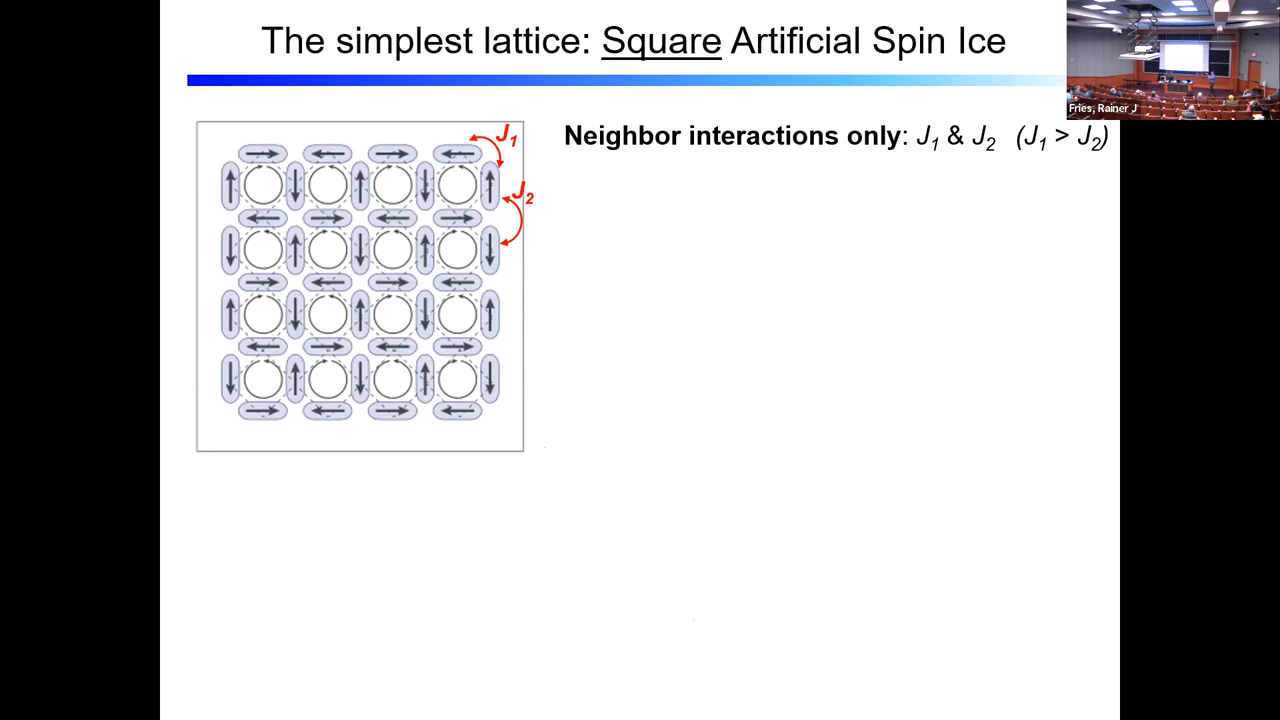 The simplest lattice: Square Artificial Spin Ice
Fries, Rainer J
Neighbor interactions only: J₁ & J₂ (J₁ > J₂)
J₁
J₂